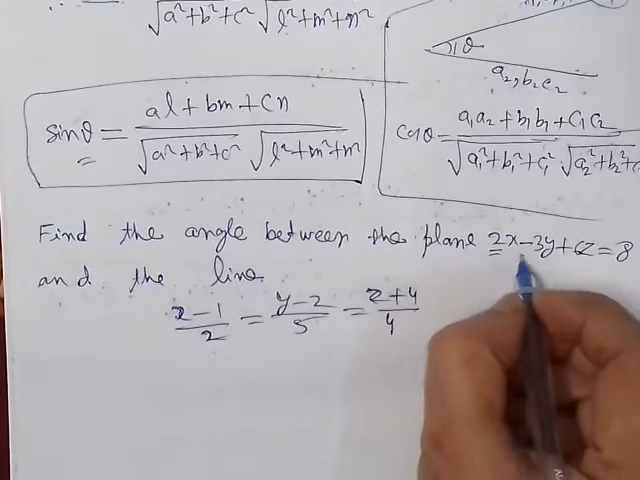 √a²+b²+c² √l²+m²+n²
θ
a₂, b₂ c₂
sinθ = al + bm + cn / √a²+b²+c² √l²+m²+n²
cosθ = a₁a₂ + b₁b₂ + c₁c₂ / √a₁²+b₁²+c₁² √a₂²+b₂²+c
Find the angle between the plane 2x-3y+6z=8
and the line
x-1/2 = y-2/5 = z+4/4